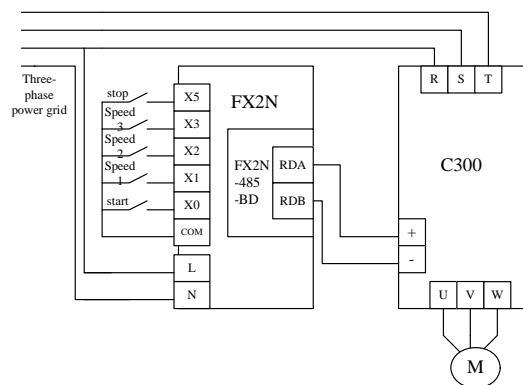 Three-
phase
power grid
stop
Speed
3
Speed
2
Speed
1
start
X5
X3
X2
X1
X0
COM
L
N
FX2N
FX2N
-485
-BD
RDA
RDB
R S T
C300
+
-
U V W
M